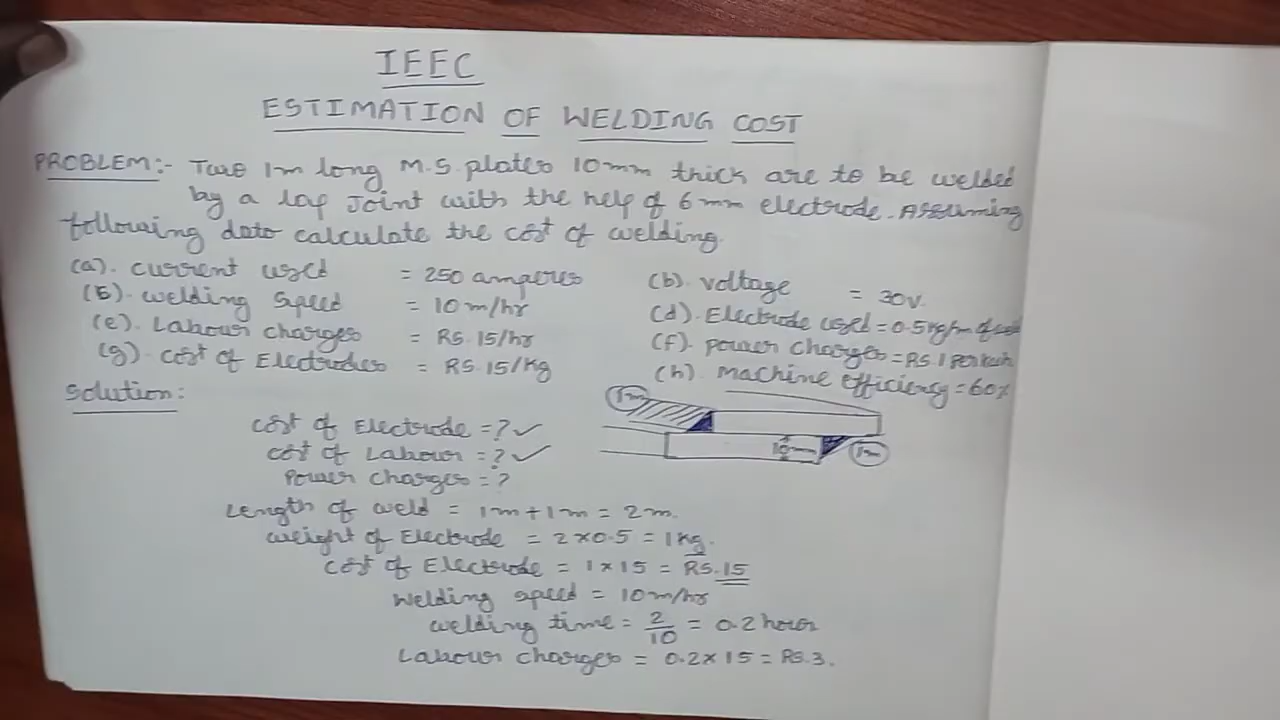 IEEC
ESTIMATION OF WELDING COST
PROBLEM:- Two 1m long M.S. plates 10mm thick are to be welded
by a lap joint with the help of 6mm electrode. Assuming
following data calculate the cost of welding.
(a). current used = 250 amperes (b). voltage = 30V.
(c). welding speed = 10m/hr (d). Electrode used = 0.5kg/m of weld
(e). Labour charges = RS. 15/hr (f). power charges = RS.1 Per kwh
(g). cost of Electrodes = RS. 15/kg (h). Machine efficiency = 60%
Solution:
1m
cost of Electrode = ? ✓
cost of Labour = ? ✓
10mm 1m
Power charges = ?
Length of weld = 1m + 1m = 2m.
weight of Electrode = 2 × 0.5 = 1 kg.
cost of Electrode = 1 × 15 = RS. 15
Welding speed = 10m/hr
welding time = 2/10 = 0.2 hours
Labour charges = 0.2 × 15 = RS. 3.